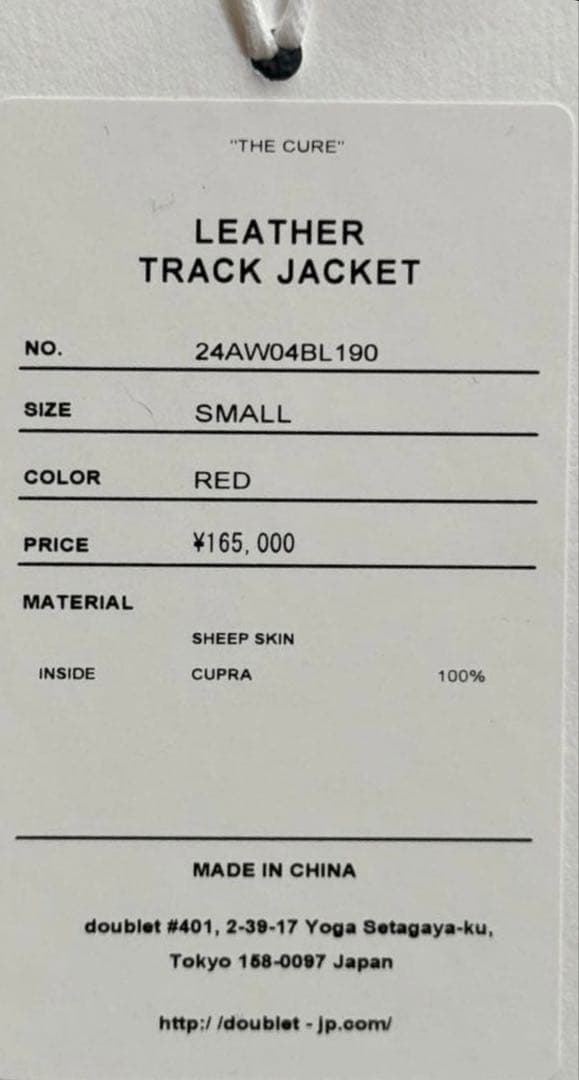 "THE CURE"
LEATHER
TRACK JACKET
NO. 24AW04BL190
SIZE SMALL
COLOR RED
PRICE ¥165,000
MATERIAL
SHEEP SKIN
INSIDE CUPRA 100%
MADE IN CHINA
doublet #401, 2-39-17 Yoga Setagaya-ku,
Tokyo 158-0097 Japan
http://doublet-jp.com/